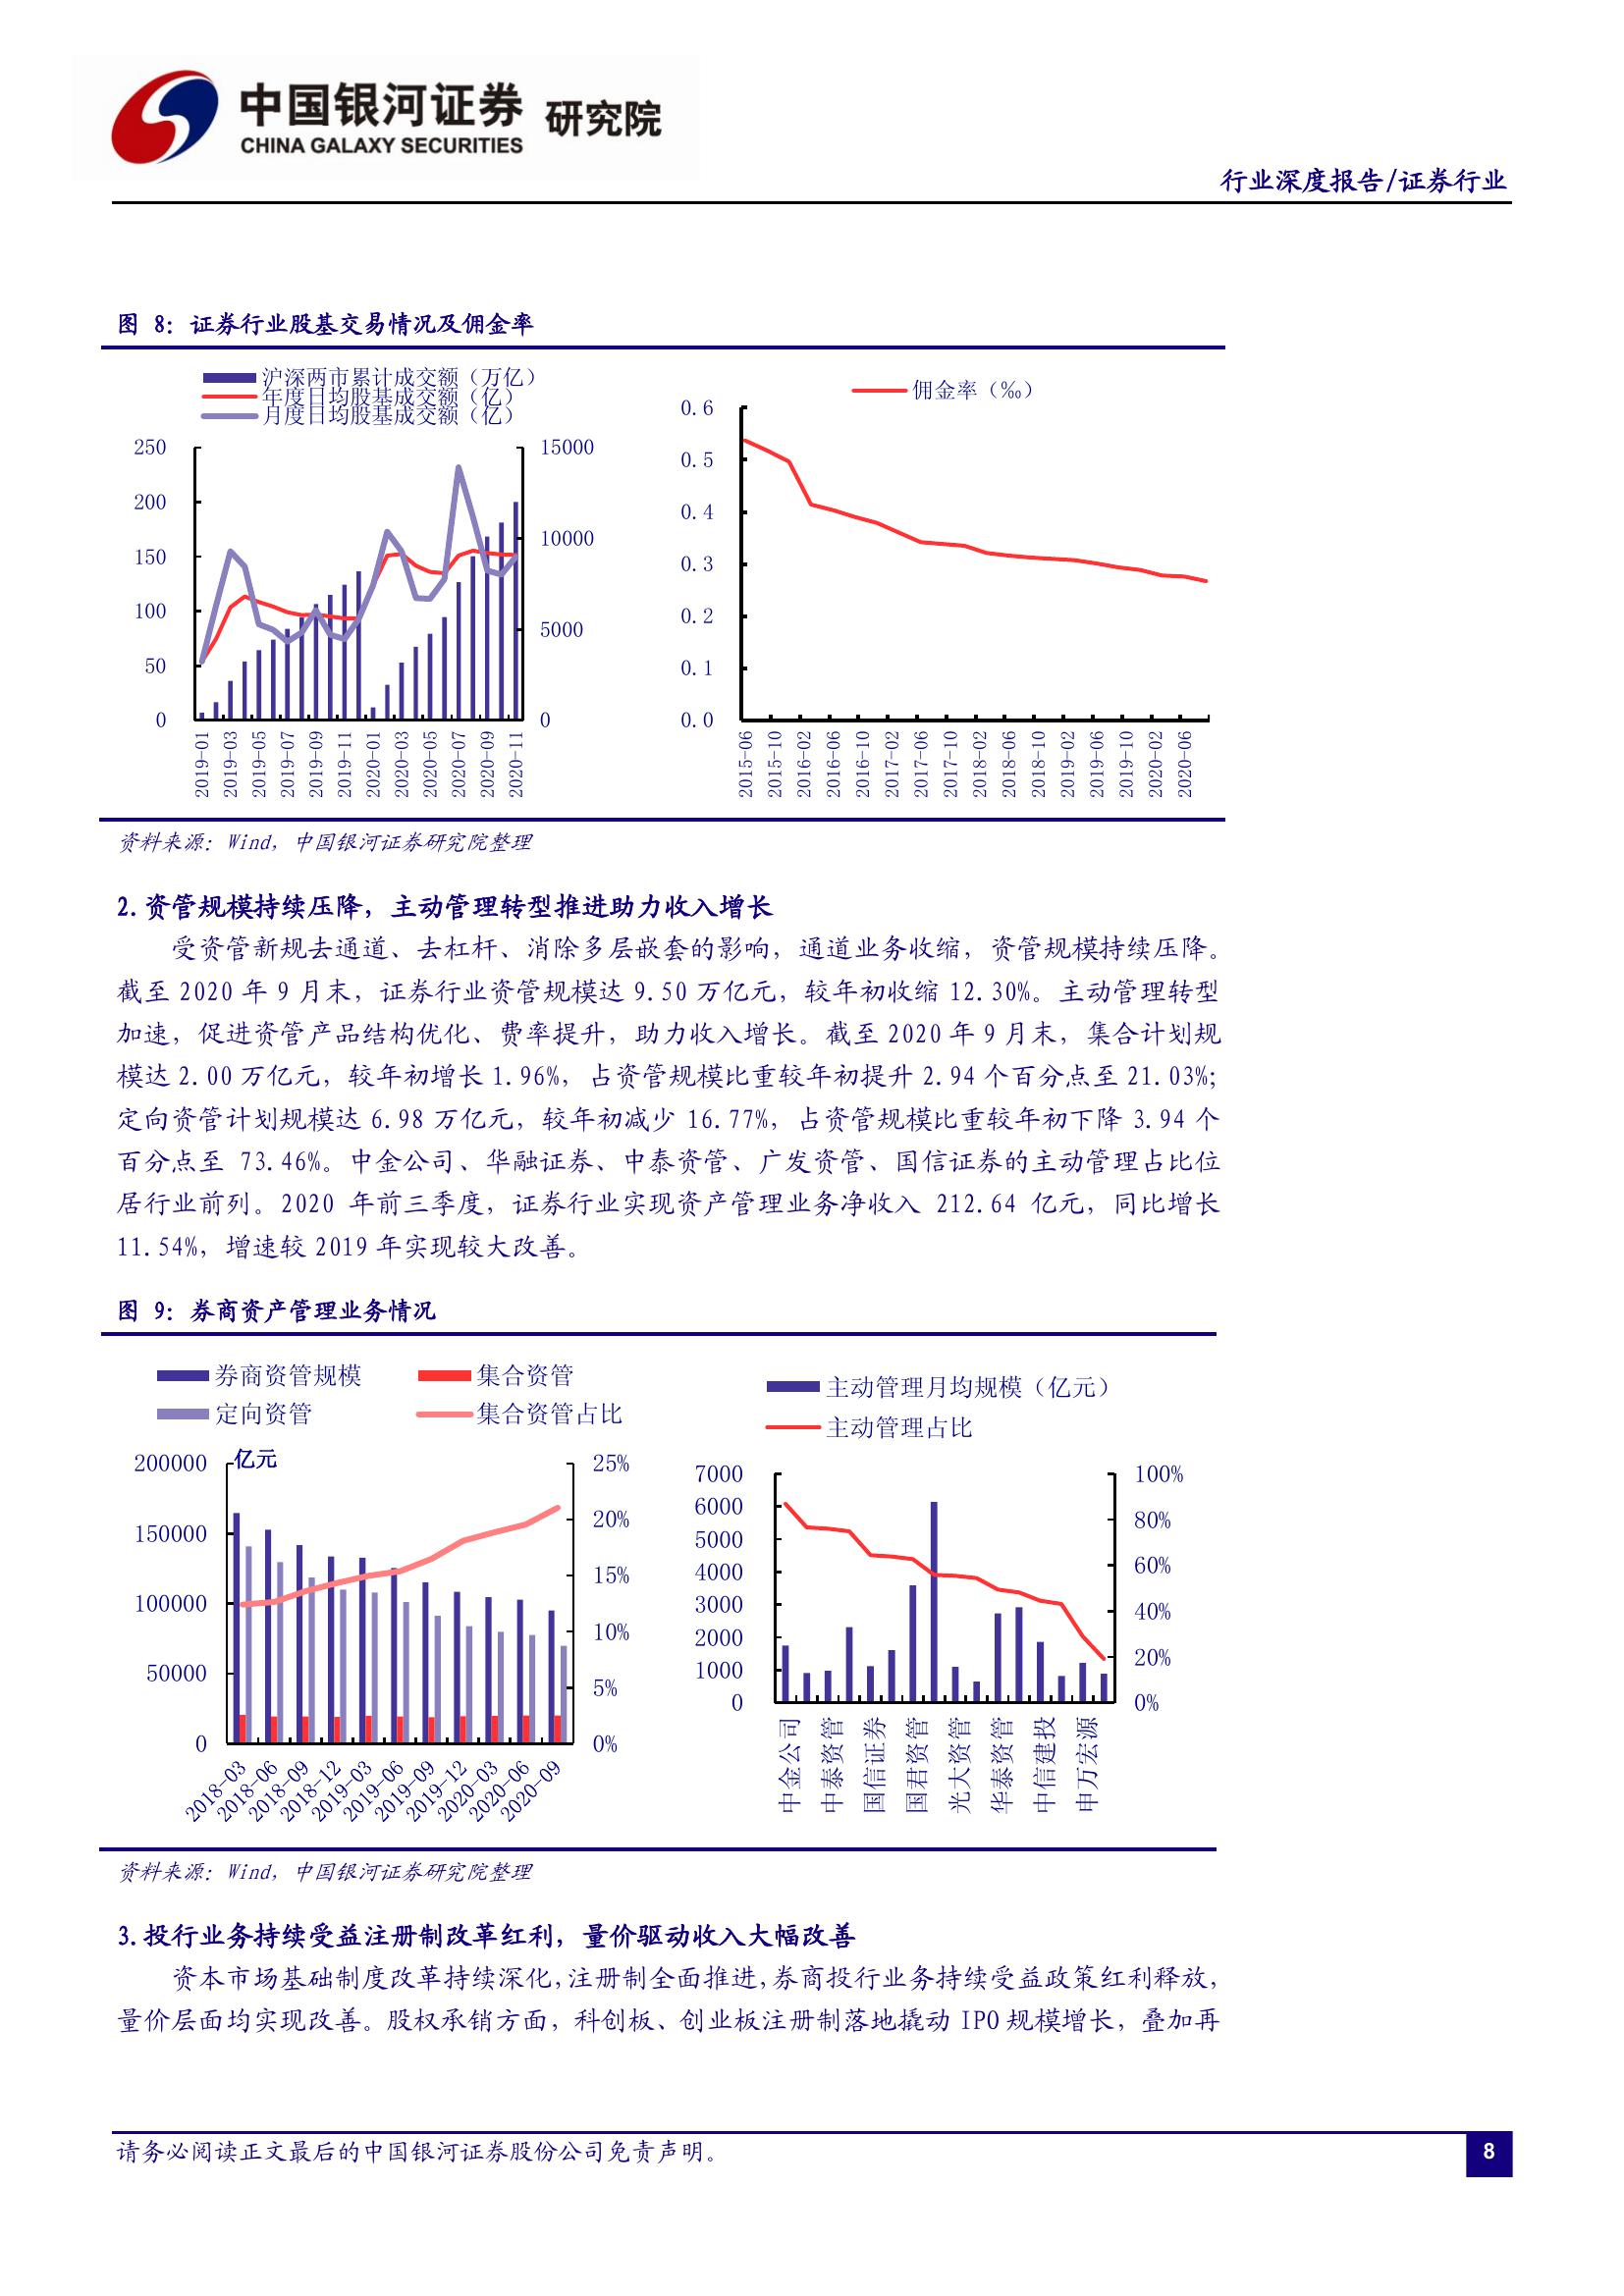 中国银河证券 研究院
CHINA GALAXY SECURITIES
行业深度报告/证券行业
图 8：证券行业股基交易情况及佣金率
沪深两市累计成交额（万亿）
年度日均股基成交额（亿）
月度日均股基成交额（亿）
250
200
150
100
50
0
15000
10000
5000
0
2019-01
2019-03
2019-05
2019-07
2019-09
2019-11
2020-01
2020-03
2020-05
2020-07
2020-09
2020-11
佣金率（‰）
0.6
0.5
0.4
0.3
0.2
0.1
0.0
2015-06
2015-10
2016-02
2016-06
2016-10
2017-02
2017-06
2017-10
2018-02
2018-06
2018-10
2019-02
2019-06
2019-10
2020-02
2020-06
资料来源：Wind，中国银河证券研究院整理
2.资管规模持续压降，主动管理转型推进助力收入增长
受资管新规去通道、去杠杆、消除多层嵌套的影响，通道业务收缩，资管规模持续压降。
截至 2020 年 9 月末，证券行业资管规模达 9.50 万亿元，较年初收缩 12.30%。主动管理转型
加速，促进资管产品结构优化、费率提升，助力收入增长。截至 2020 年 9 月末，集合计划规
模达 2.00 万亿元，较年初增长 1.96%，占资管规模比重较年初提升 2.94 个百分点至 21.03%；
定向资管计划规模达 6.98 万亿元，较年初减少 16.77%，占资管规模比重较年初下降 3.94 个
百分点至 73.46%。中金公司、华融证券、中泰资管、广发资管、国信证券的主动管理占比位
居行业前列。2020 年前三季度，证券行业实现资产管理业务净收入 212.64 亿元，同比增长
11.54%，增速较 2019 年实现较大改善。
图 9：券商资产管理业务情况
券商资管规模
集合资管
定向资管
集合资管占比
亿元
200000
150000
100000
50000
0
25%
20%
15%
10%
5%
0%
2018-03
2018-06
2018-09
2018-12
2019-03
2019-06
2019-09
2019-12
2020-03
2020-06
2020-09
主动管理月均规模（亿元）
主动管理占比
7000
6000
5000
4000
3000
2000
1000
0
100%
80%
60%
40%
20%
0%
中金公司
中泰资管
国信证券
国君资管
光大资管
华泰资管
中信建投
申万宏源
资料来源：Wind，中国银河证券研究院整理
3.投行业务持续受益注册制改革红利，量价驱动收入大幅改善
资本市场基础制度改革持续深化，注册制全面推进，券商投行业务持续受益政策红利释放，
量价层面均实现改善。股权承销方面，科创板、创业板注册制落地撬动 IPO 规模增长，叠加再
请务必阅读正文最后的中国银河证券股份公司免责声明。
8